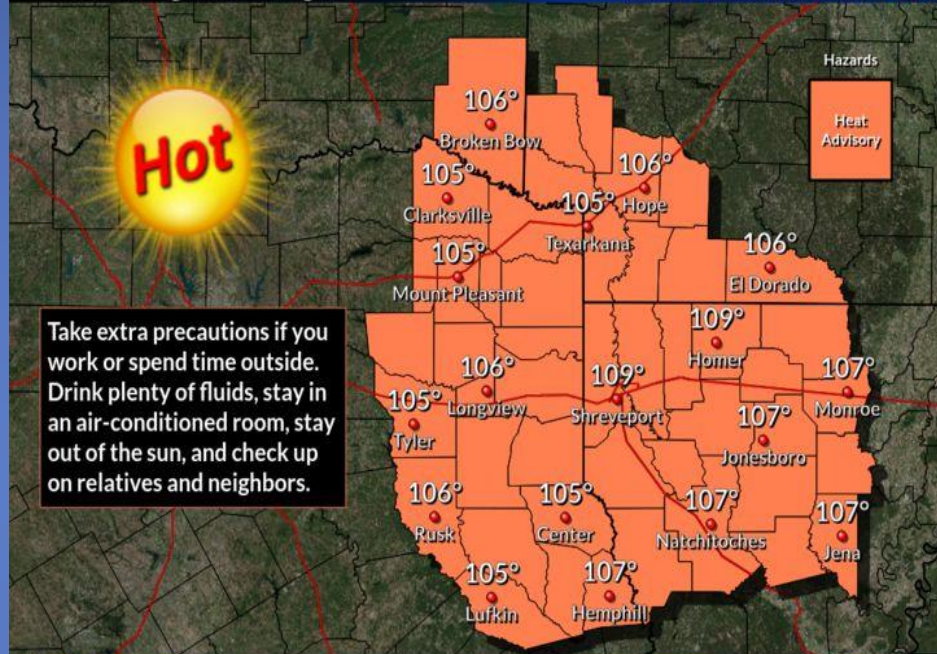 Hazards
Heat
Advisory
Hot
106°
Broken Bow
106°
Hope
105°
Clarksville
105°
Texarkana
106°
El Dorado
105°
Mount Pleasant
Take extra precautions if you
work or spend time outside.
Drink plenty of fluids, stay in
an air-conditioned room, stay
out of the sun, and check up
on relatives and neighbors.
109°
Homer
106°
Longview
109°
Shreveport
107°
Monroe
105°
Tyler
107°
Jonesboro
106°
Rusk
105°
Center
107°
Natchitoches
107°
Jena
105°
Lufkin
107°
Hemphill